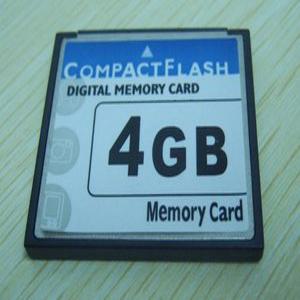 COMPACTFLASH
DIGITAL MEMORY CARD
4GB
Memory Card